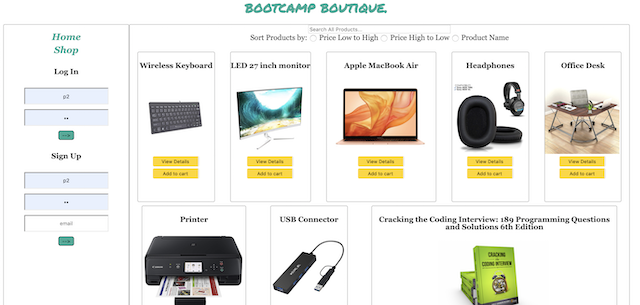 BOOTCAMP BOUTIQUE.
Home
Shop
Log In
p2
Sign Up
p2
email
Search All Products...
Sort Products by: Price Low to High Price High to Low Product Name
Wireless Keyboard
View Details
Add to cart
LED 27 inch monitor
View Details
Add to cart
Apple MacBook Air
View Details
Add to cart
Headphones
View Details
Add to cart
Office Desk
View Details
Add to cart
Printer
USB Connector
Cracking the Coding Interview: 189 Programming Questions
and Solutions 6th Edition
CRACKING
THE
CODING INTERVIEW